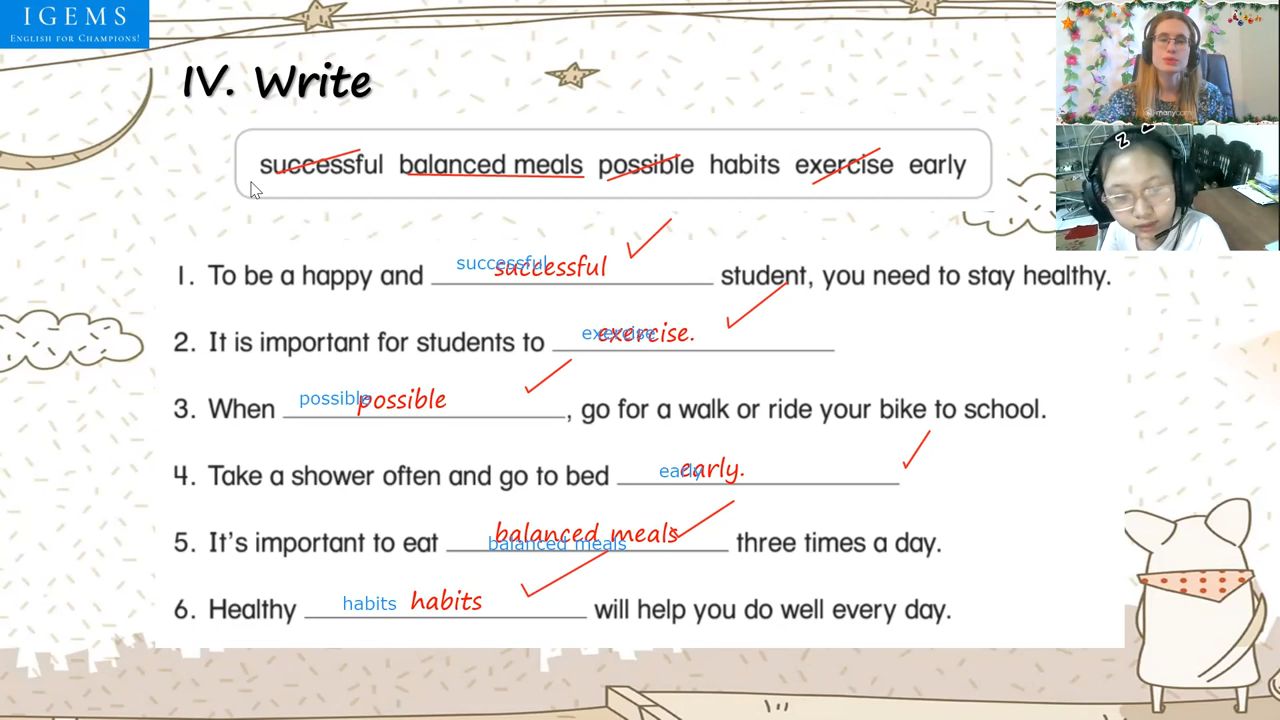 IGEMS
ENGLISH FOR CHAMPIONS!
IV. Write
successful balanced meals possible habits exercise early
1. To be a happy and successful successful student, you need to stay healthy.
2. It is important for students to exercise exercise.
3. When possible possible, go for a walk or ride your bike to school.
4. Take a shower often and go to bed early early.
5. It's important to eat balanced meals balanced meals three times a day.
6. Healthy habits habits will help you do well every day.
manycam
Z